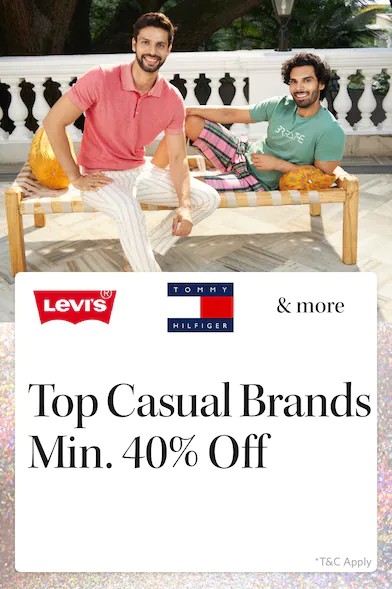 LEVI'S®
TOMMY
HILFIGER
& more
Top Casual Brands
Min. 40% Off
*T&C Apply